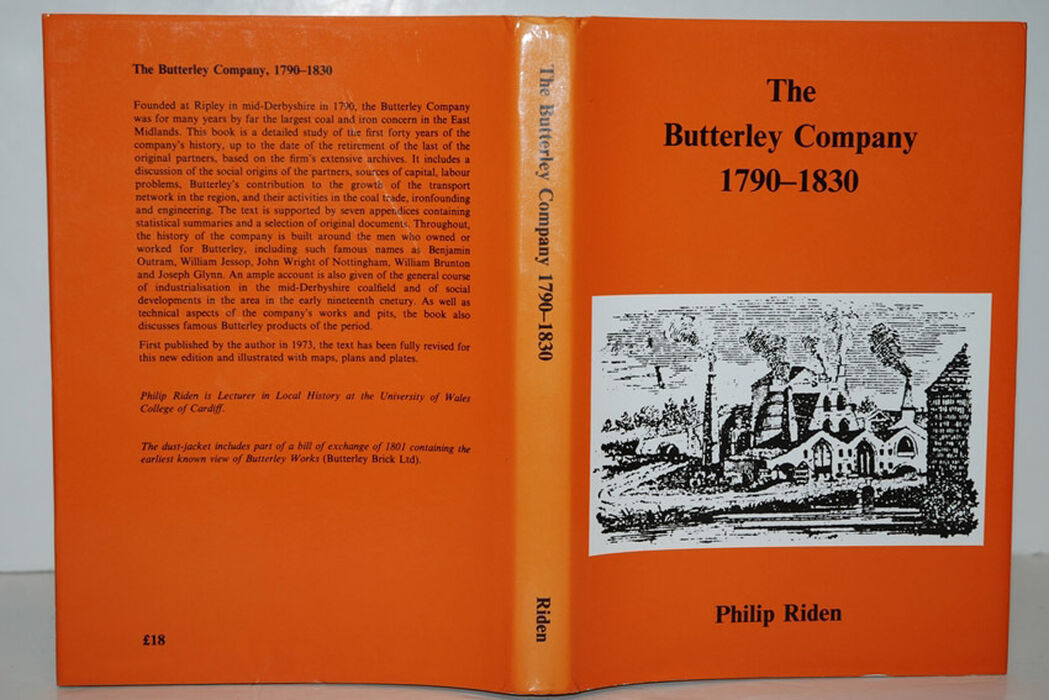 The Butterley Company, 1790–1830
Founded at Ripley in mid-Derbyshire in 1790, the Butterley Company
was for many years by far the largest coal and iron concern in the East
Midlands. This book is a detailed study of the first forty years of the
company's history, up to the date of the retirement of the last of the
original partners, based on the firm's extensive archives. It includes a
discussion of the social origins of the partners, sources of capital, labour
problems, Butterley's contribution to the growth of the transport
network in the region, and their activities in the coal trade, ironfounding
and engineering. The text is supported by seven appendices containing
statistical summaries and a selection of original documents. Throughout,
the history of the company is built around the men who owned or
worked for Butterley, including such famous names as Benjamin
Outram, William Jessop, John Wright of Nottingham, William Brunton
and Joseph Glynn. An ample account is also given of the general course
of industrialisation in the mid-Derbyshire coalfield and of social
developments in the area in the early nineteenth cnetury. As well as
technical aspects of the company's works and pits, the book also
discusses famous Butterley products of the period.
First published by the author in 1973, the text has been fully revised for
this new edition and illustrated with maps, plans and plates.
Philip Riden is Lecturer in Local History at the University of Wales
College of Cardiff.
The dust-jacket includes part of a bill of exchange of 1801 containing the
earliest known view of Butterley Works (Butterley Brick Ltd).
£18
The Butterley Company 1790–1830
Riden
The
Butterley Company
1790–1830
Philip Riden